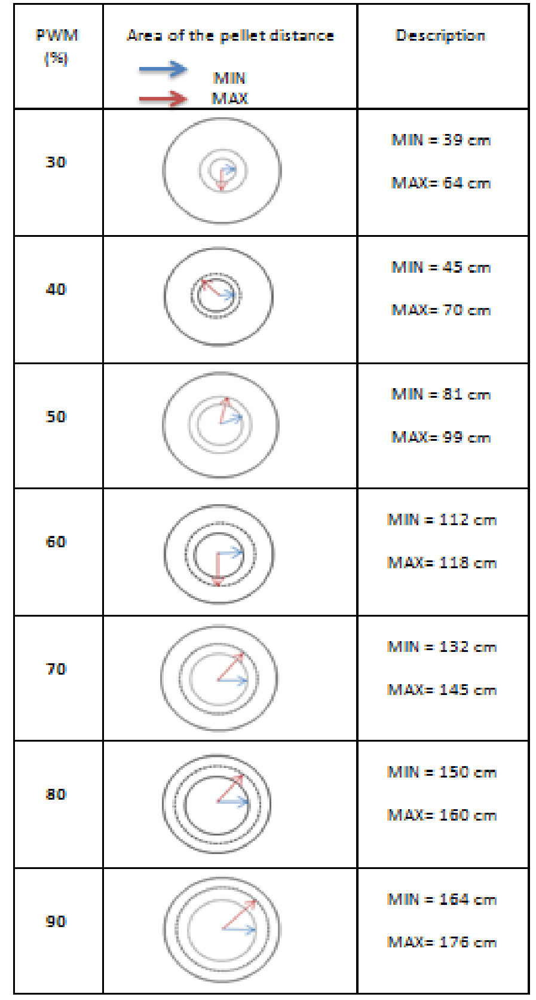 PWM
(%)
Area of the pellet distance
MIN
MAX
Description
30
MIN = 39 cm
MAX= 64 cm
40
MIN = 45 cm
MAX= 70 cm
50
MIN = 81 cm
MAX= 99 cm
60
MIN = 112 cm
MAX= 118 cm
70
MIN = 132 cm
MAX= 145 cm
80
MIN = 150 cm
MAX= 160 cm
90
MIN = 164 cm
MAX= 176 cm